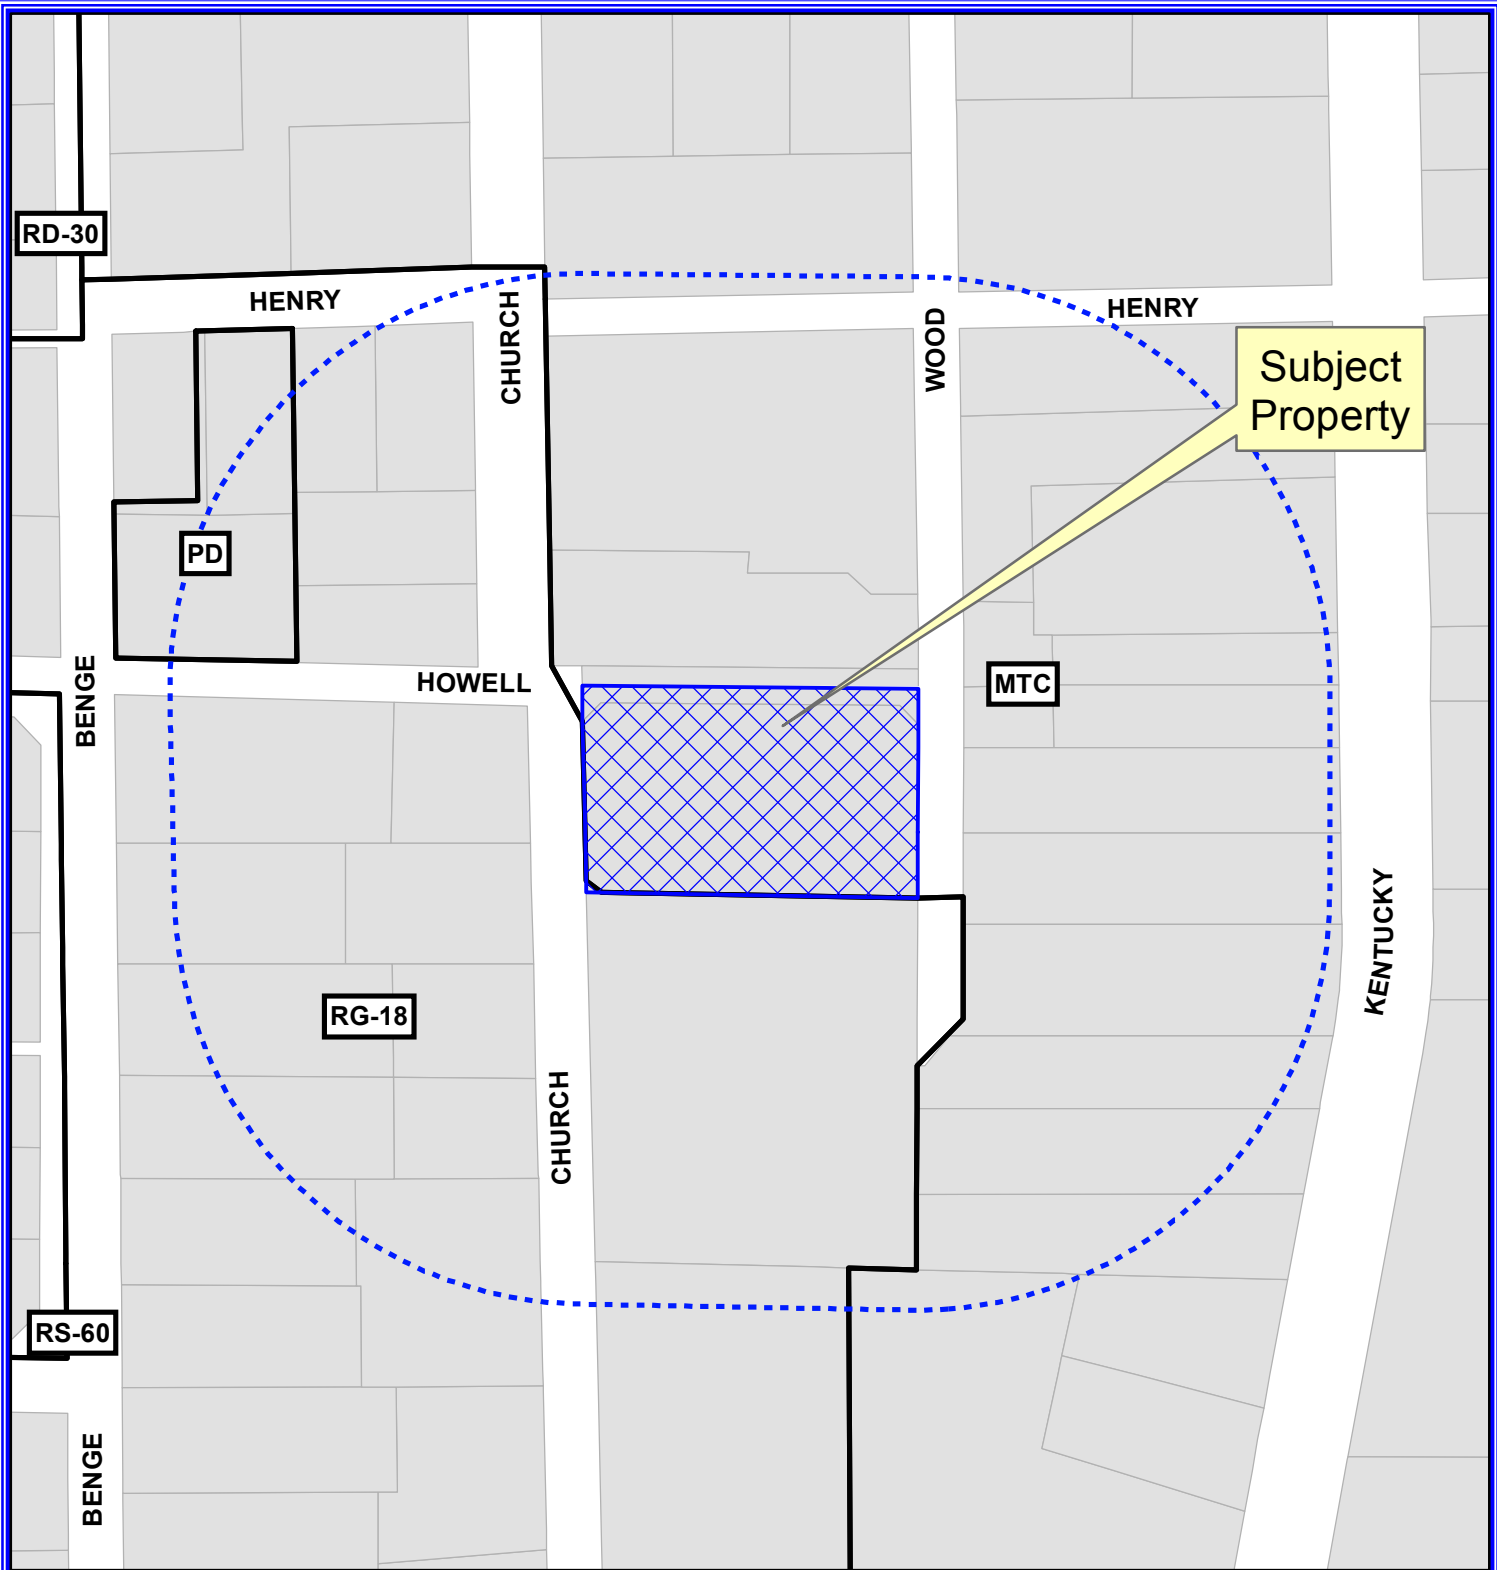 RD-30
HENRY
CHURCH
WOOD
HENRY
Subject
Property
PD
BENGE
HOWELL
MTC
KENTUCKY
RG-18
CHURCH
RS-60
BENGE